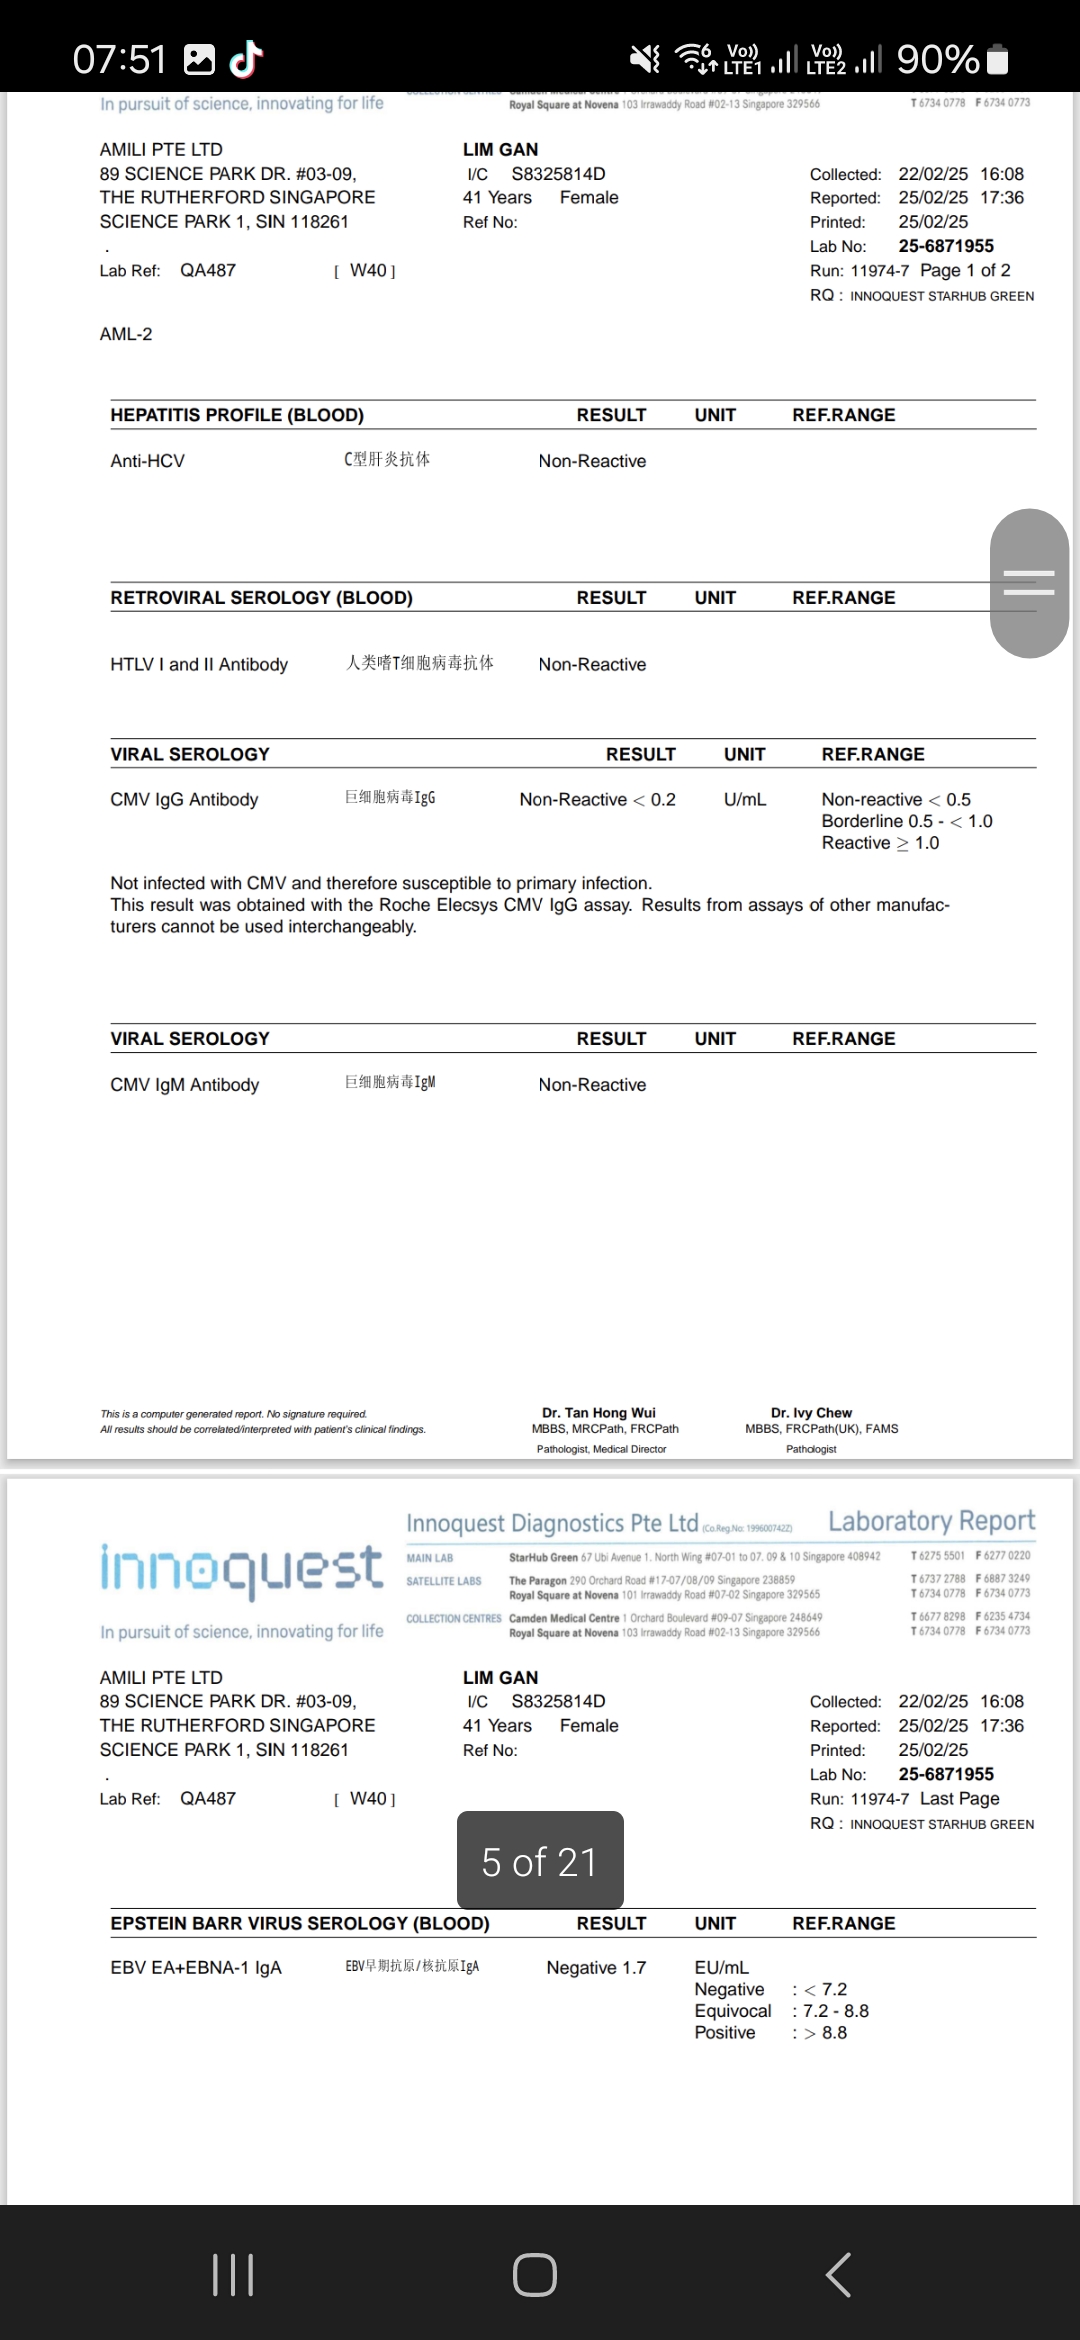 07:51 Vo)) LTE1 Vo)) LTE2 90%
In pursuit of science, innovating for life
Royal Square at Novena 103 Irrawaddy Road #02-13 Singapore 329566 T 6734 0778 F 6734 0773
AMILI PTE LTD
89 SCIENCE PARK DR. #03-09,
THE RUTHERFORD SINGAPORE
SCIENCE PARK 1, SIN 118261
.
Lab Ref: QA487 [ W40 ]
LIM GAN
I/C S8325814D
41 Years Female
Ref No:
Collected: 22/02/25 16:08
Reported: 25/02/25 17:36
Printed: 25/02/25
Lab No: 25-6871955
Run: 11974-7 Page 1 of 2
RQ : INNOQUEST STARHUB GREEN
AML-2
HEPATITIS PROFILE (BLOOD) RESULT UNIT REF.RANGE
Anti-HCV C型肝炎抗体 Non-Reactive
RETROVIRAL SEROLOGY (BLOOD) RESULT UNIT REF.RANGE
HTLV I and II Antibody 人类嗜T细胞病毒抗体 Non-Reactive
VIRAL SEROLOGY RESULT UNIT REF.RANGE
CMV IgG Antibody 巨细胞病毒IgG Non-Reactive < 0.2 U/mL Non-reactive < 0.5
Borderline 0.5 - < 1.0
Reactive ≥ 1.0
Not infected with CMV and therefore susceptible to primary infection.
This result was obtained with the Roche Elecsys CMV IgG assay. Results from assays of other manufac-
turers cannot be used interchangeably.
VIRAL SEROLOGY RESULT UNIT REF.RANGE
CMV IgM Antibody 巨细胞病毒IgM Non-Reactive
This is a computer generated report. No signature required.
All results should be correlated/interpreted with patient's clinical findings.
Dr. Tan Hong Wui
MBBS, MRCPath, FRCPath
Pathologist, Medical Director
Dr. Ivy Chew
MBBS, FRCPath(UK), FAMS
Pathologist
innoquest
In pursuit of science, innovating for life
Innoquest Diagnostics Pte Ltd (Co.Reg.No: 199600742Z) Laboratory Report
MAIN LAB StarHub Green 67 Ubi Avenue 1. North Wing #07-01 to 07. 09 & 10 Singapore 408942 T 6275 5501 F 6277 0220
SATELLITE LABS The Paragon 290 Orchard Road #17-07/08/09 Singapore 238859 T 6737 2788 F 6887 3249
Royal Square at Novena 101 Irrawaddy Road #07-02 Singapore 329565 T 6734 0778 F 6734 0773
COLLECTION CENTRES Camden Medical Centre 1 Orchard Boulevard #09-07 Singapore 248649 T 6677 8298 F 6235 4734
Royal Square at Novena 103 Irrawaddy Road #02-13 Singapore 329566 T 6734 0778 F 6734 0773
AMILI PTE LTD
89 SCIENCE PARK DR. #03-09,
THE RUTHERFORD SINGAPORE
SCIENCE PARK 1, SIN 118261
.
Lab Ref: QA487 [ W40 ]
LIM GAN
I/C S8325814D
41 Years Female
Ref No:
Collected: 22/02/25 16:08
Reported: 25/02/25 17:36
Printed: 25/02/25
Lab No: 25-6871955
Run: 11974-7 Last Page
RQ : INNOQUEST STARHUB GREEN
5 of 21
EPSTEIN BARR VIRUS SEROLOGY (BLOOD) RESULT UNIT REF.RANGE
EBV EA+EBNA-1 IgA EBV早期抗原/核抗原IgA Negative 1.7 EU/mL
Negative : < 7.2
Equivocal : 7.2 - 8.8
Positive : > 8.8